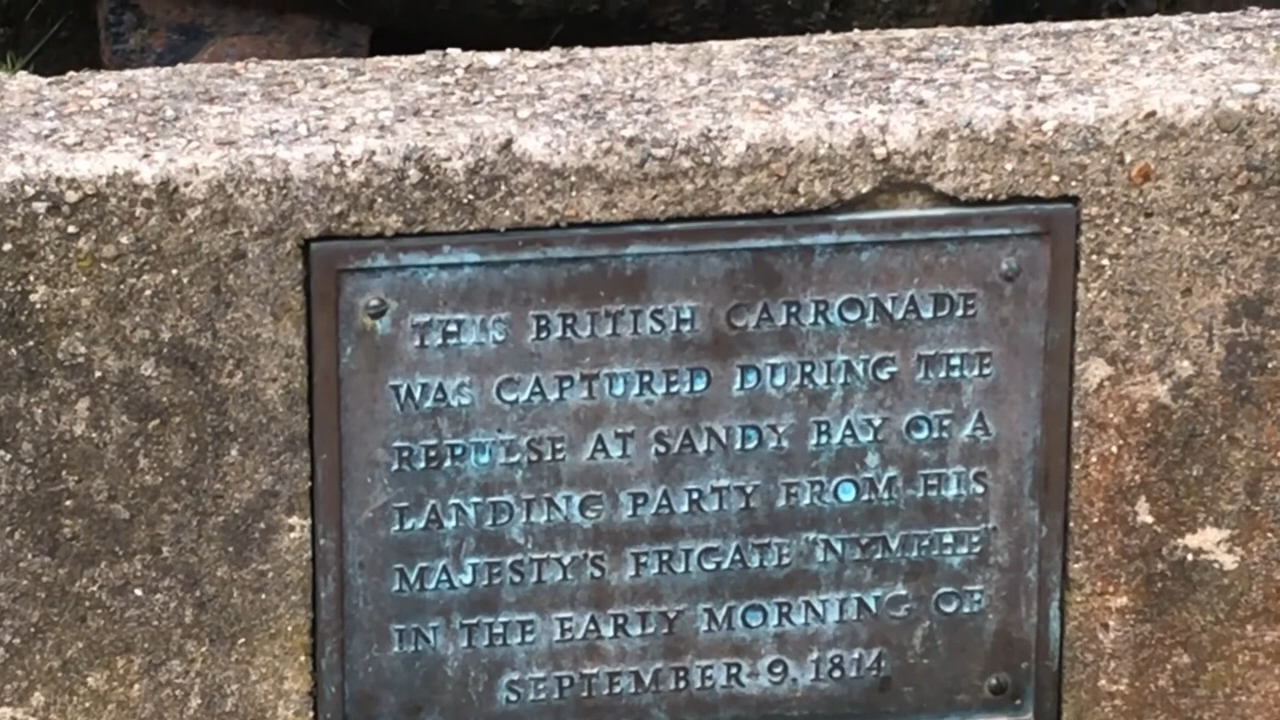 THIS BRITISH CARRONADE
WAS CAPTURED DURING THE
REPULSE AT SANDY BAY OF A
LANDING PARTY FROM HIS
MAJESTY'S FRIGATE "NYMPHE"
IN THE EARLY MORNING OF
SEPTEMBER 9, 1814